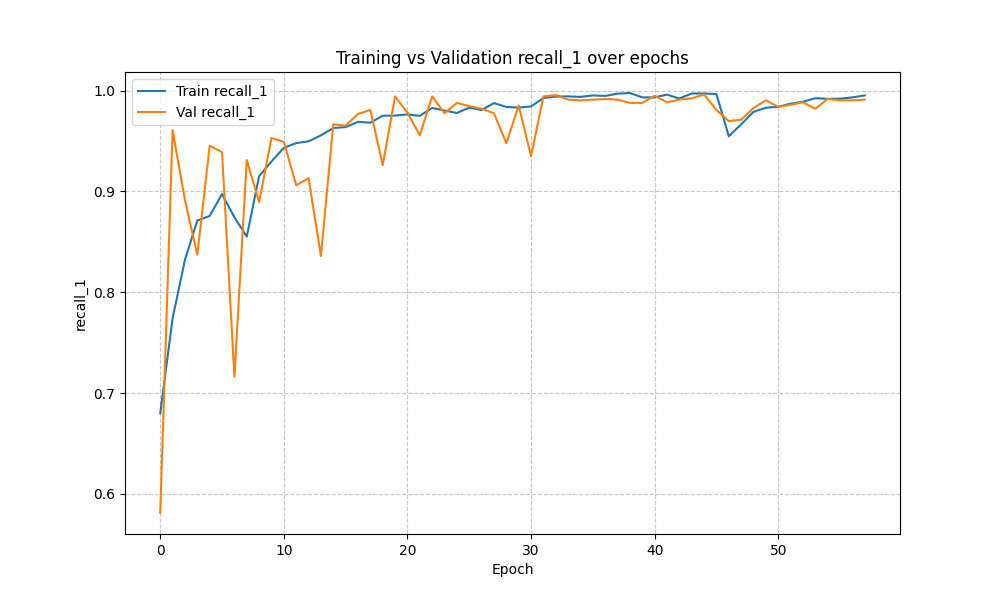 Training vs Validation recall_1 over epochs
Train recall_1
Val recall_1
1.0
0.9
0.8
0.7
0.6
recall_1
0 10 20 30 40 50
Epoch